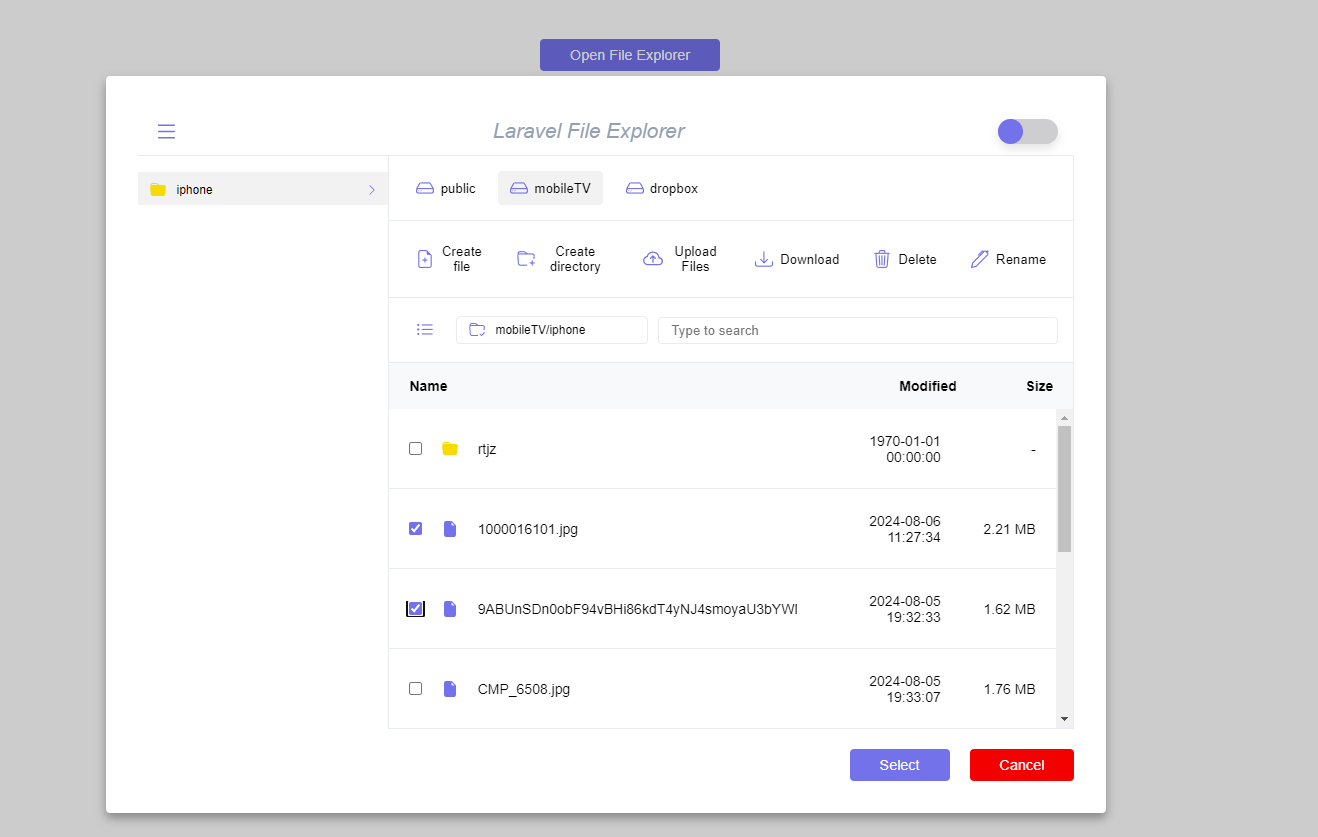 Open File Explorer
Laravel File Explorer
iphone
public
mobileTV
dropbox
Create
file
Create
directory
Upload
Files
Download
Delete
Rename
mobileTV/iphone
Type to search
Name
Modified
Size
rtjz
1970-01-01
00:00:00
-
1000016101.jpg
2024-08-06
11:27:34
2.21 MB
2024-08-05
19:32:33
1.62 MB
CMP_6508.jpg
2024-08-05
19:33:07
1.76 MB
Select
Cancel